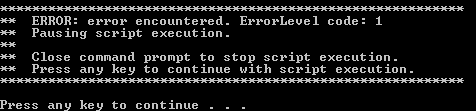 **********************************************************
**  ERROR: error encountered. ErrorLevel code: 1
**  Pausing script execution.
**
**  Close command prompt to stop script execution.
**  Press any key to continue with script execution.
**********************************************************
Press any key to continue . . .